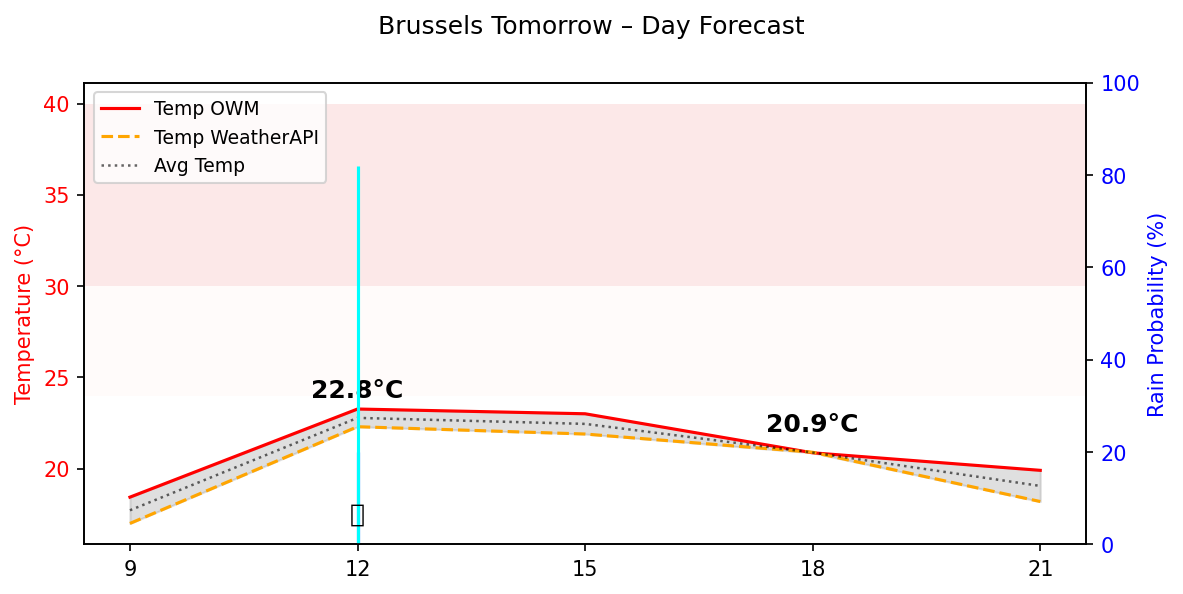 Brussels Tomorrow – Day Forecast
Temp OWM
Temp WeatherAPI
Avg Temp
Temperature (°C)
40
35
30
25
20
22.8°C
20.9°C
100
80
60
40
20
0
Rain Probability (%)
9
12
15
18
21